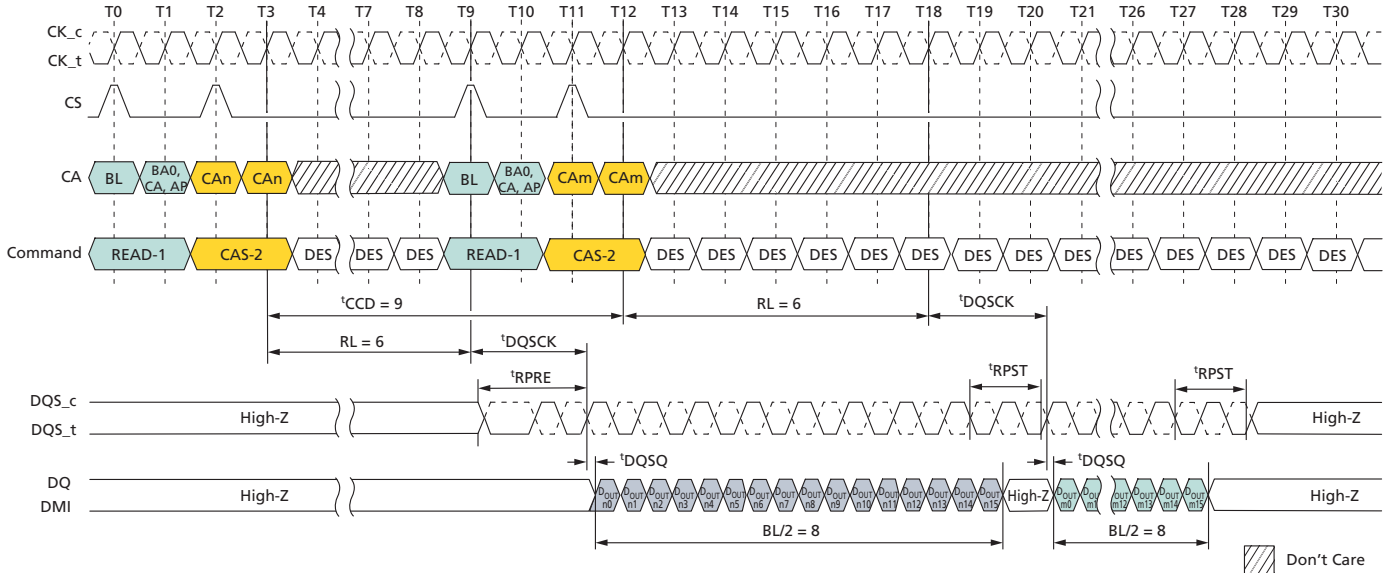 T0 T1 T2 T3 T4 T7 T8 T9 T10 T11 T12 T13 T14 T15 T16 T17 T18 T19 T20 T21 T26 T27 T28 T29 T30
CK_c
CK_t
CS
CA BL BA0, CA, AP CAn CAn BL BA0, CA, AP CAm CAm
Command READ-1 CAS-2 DES DES DES READ-1 CAS-2 DES DES DES DES DES DES DES DES DES DES DES DES DES DES
tCCD = 9 RL = 6 tDQSCK
RL = 6 tDQSCK
tRPRE tRPST tRPST
DQS_c
DQS_t High-Z High-Z
tDQSQ tDQSQ
DQ
DMI High-Z DOUT n0 DOUT n1 DOUT n2 DOUT n3 DOUT n4 DOUT n5 DOUT n6 DOUT n7 DOUT n8 DOUT n9 DOUT n10 DOUT n11 DOUT n12 DOUT n13 DOUT n14 DOUT n15 High-Z DOUT m0 DOUT m1 DOUT m12 DOUT m13 DOUT m14 DOUT m15 High-Z
BL/2 = 8 BL/2 = 8
Don't Care